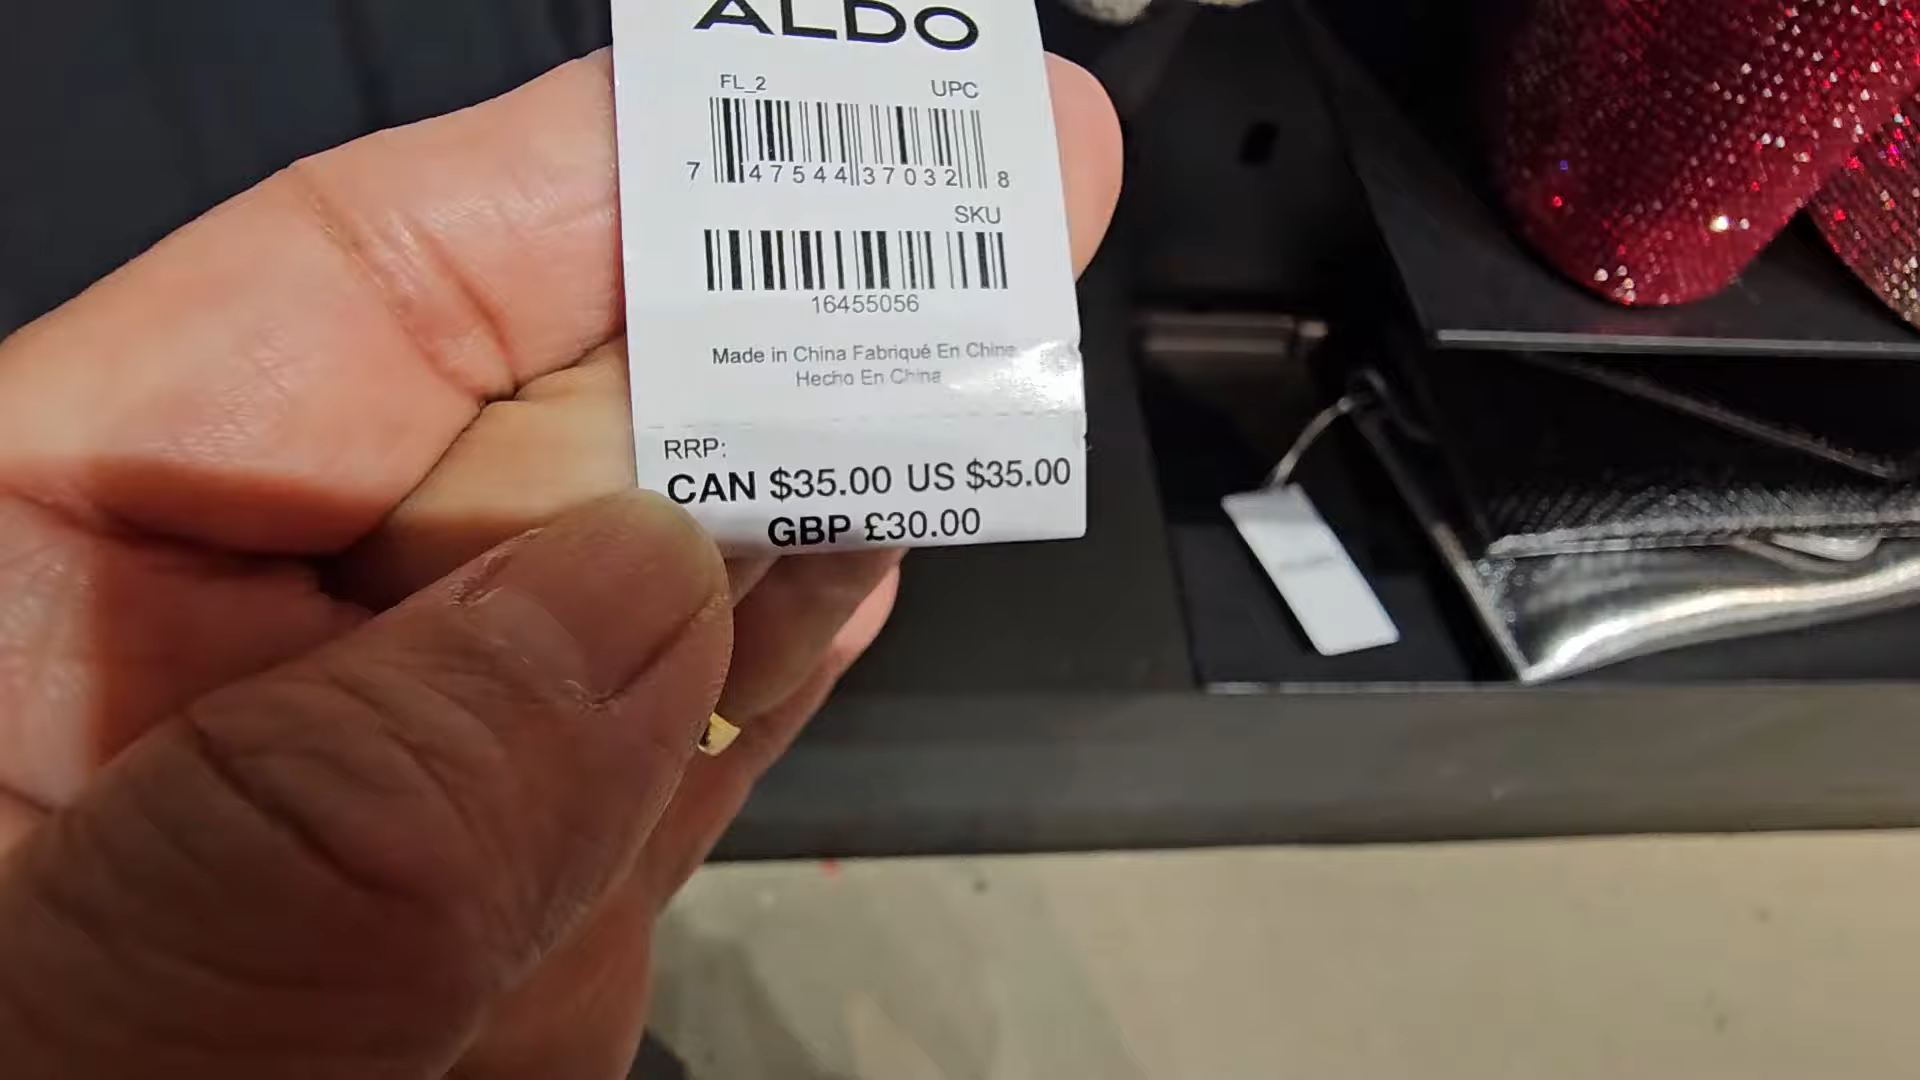 ALDO
FL_2 UPC
7 47544 37032 8
SKU
16455056
Made in China Fabriqué En Chine
Hecho En China
RRP:
CAN $35.00 US $35.00
GBP £30.00